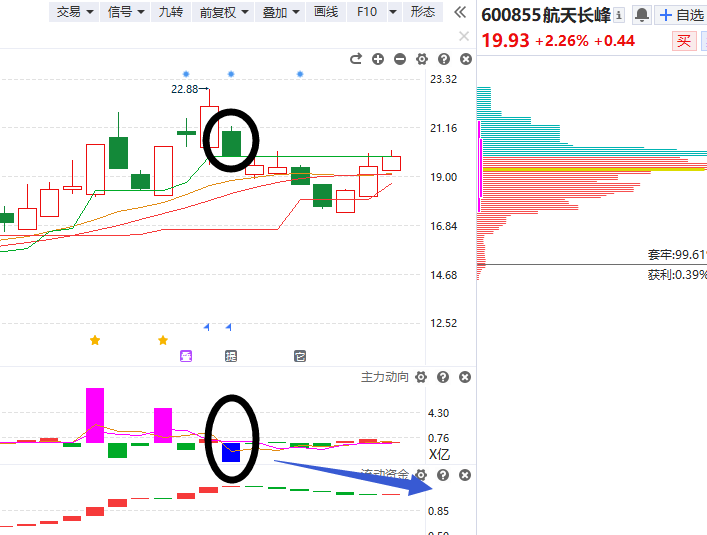 交易 信号 九转 前复权 叠加 画线 F10 形态
600855航天长峰 自选
19.93 +2.26% +0.44 买
22.88
23.32
21.16
19.00
16.84
14.68
12.52
套牢:99.61%
获利:0.39%
主力动向
4.30
0.76
X亿
流动资金
0.85